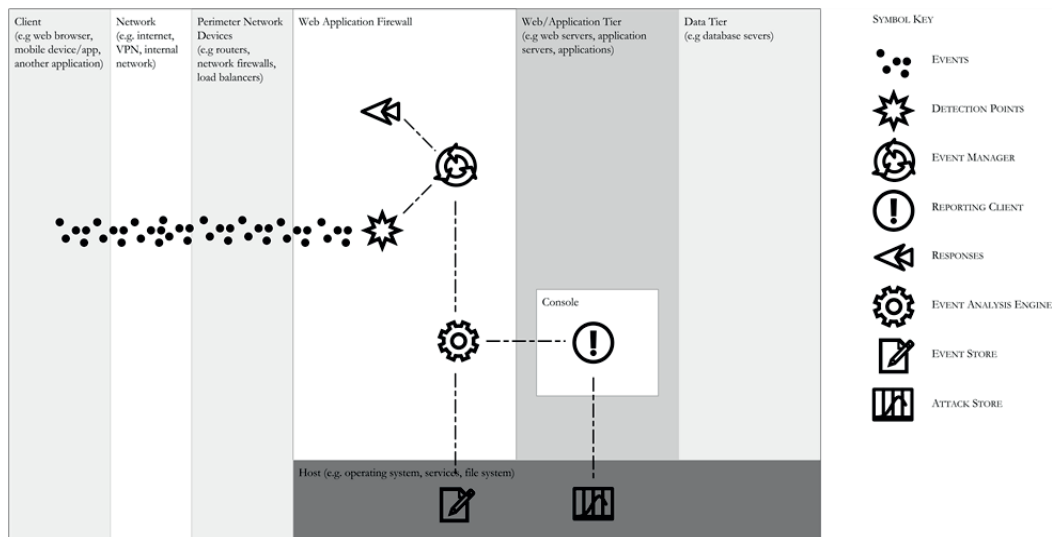 Client
(e.g web browser,
mobile device/app,
another application)
Network
(e.g. internet,
VPN, internal
network)
Perimeter Network
Devices
(e.g routers,
network firewalls,
load balancers)
Web Application Firewall
Web/Application Tier
(e.g web servers, application
servers, applications)
Data Tier
(e.g database severs)
Console
Host (e.g. operating system, services, file system)
SYMBOL KEY
EVENTS
DETECTION POINTS
EVENT MANAGER
REPORTING CLIENT
RESPONSES
EVENT ANALYSIS ENGINE
EVENT STORE
ATTACK STORE